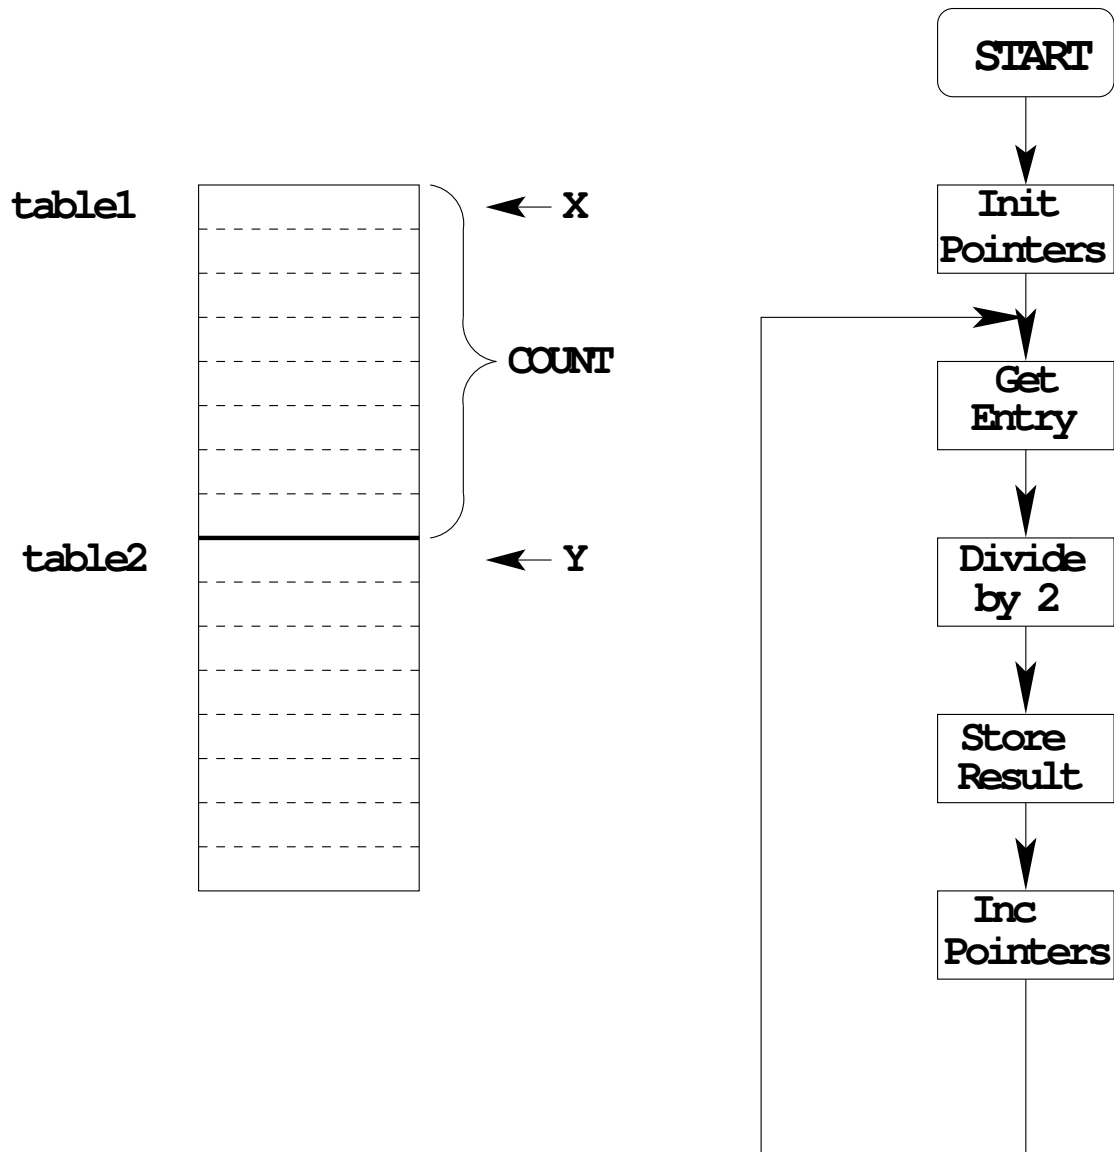 START
table1
X
Init
Pointers
COUNT
Get
Entry
table2
Y
Divide
by 2
Store
Result
Inc
Pointers